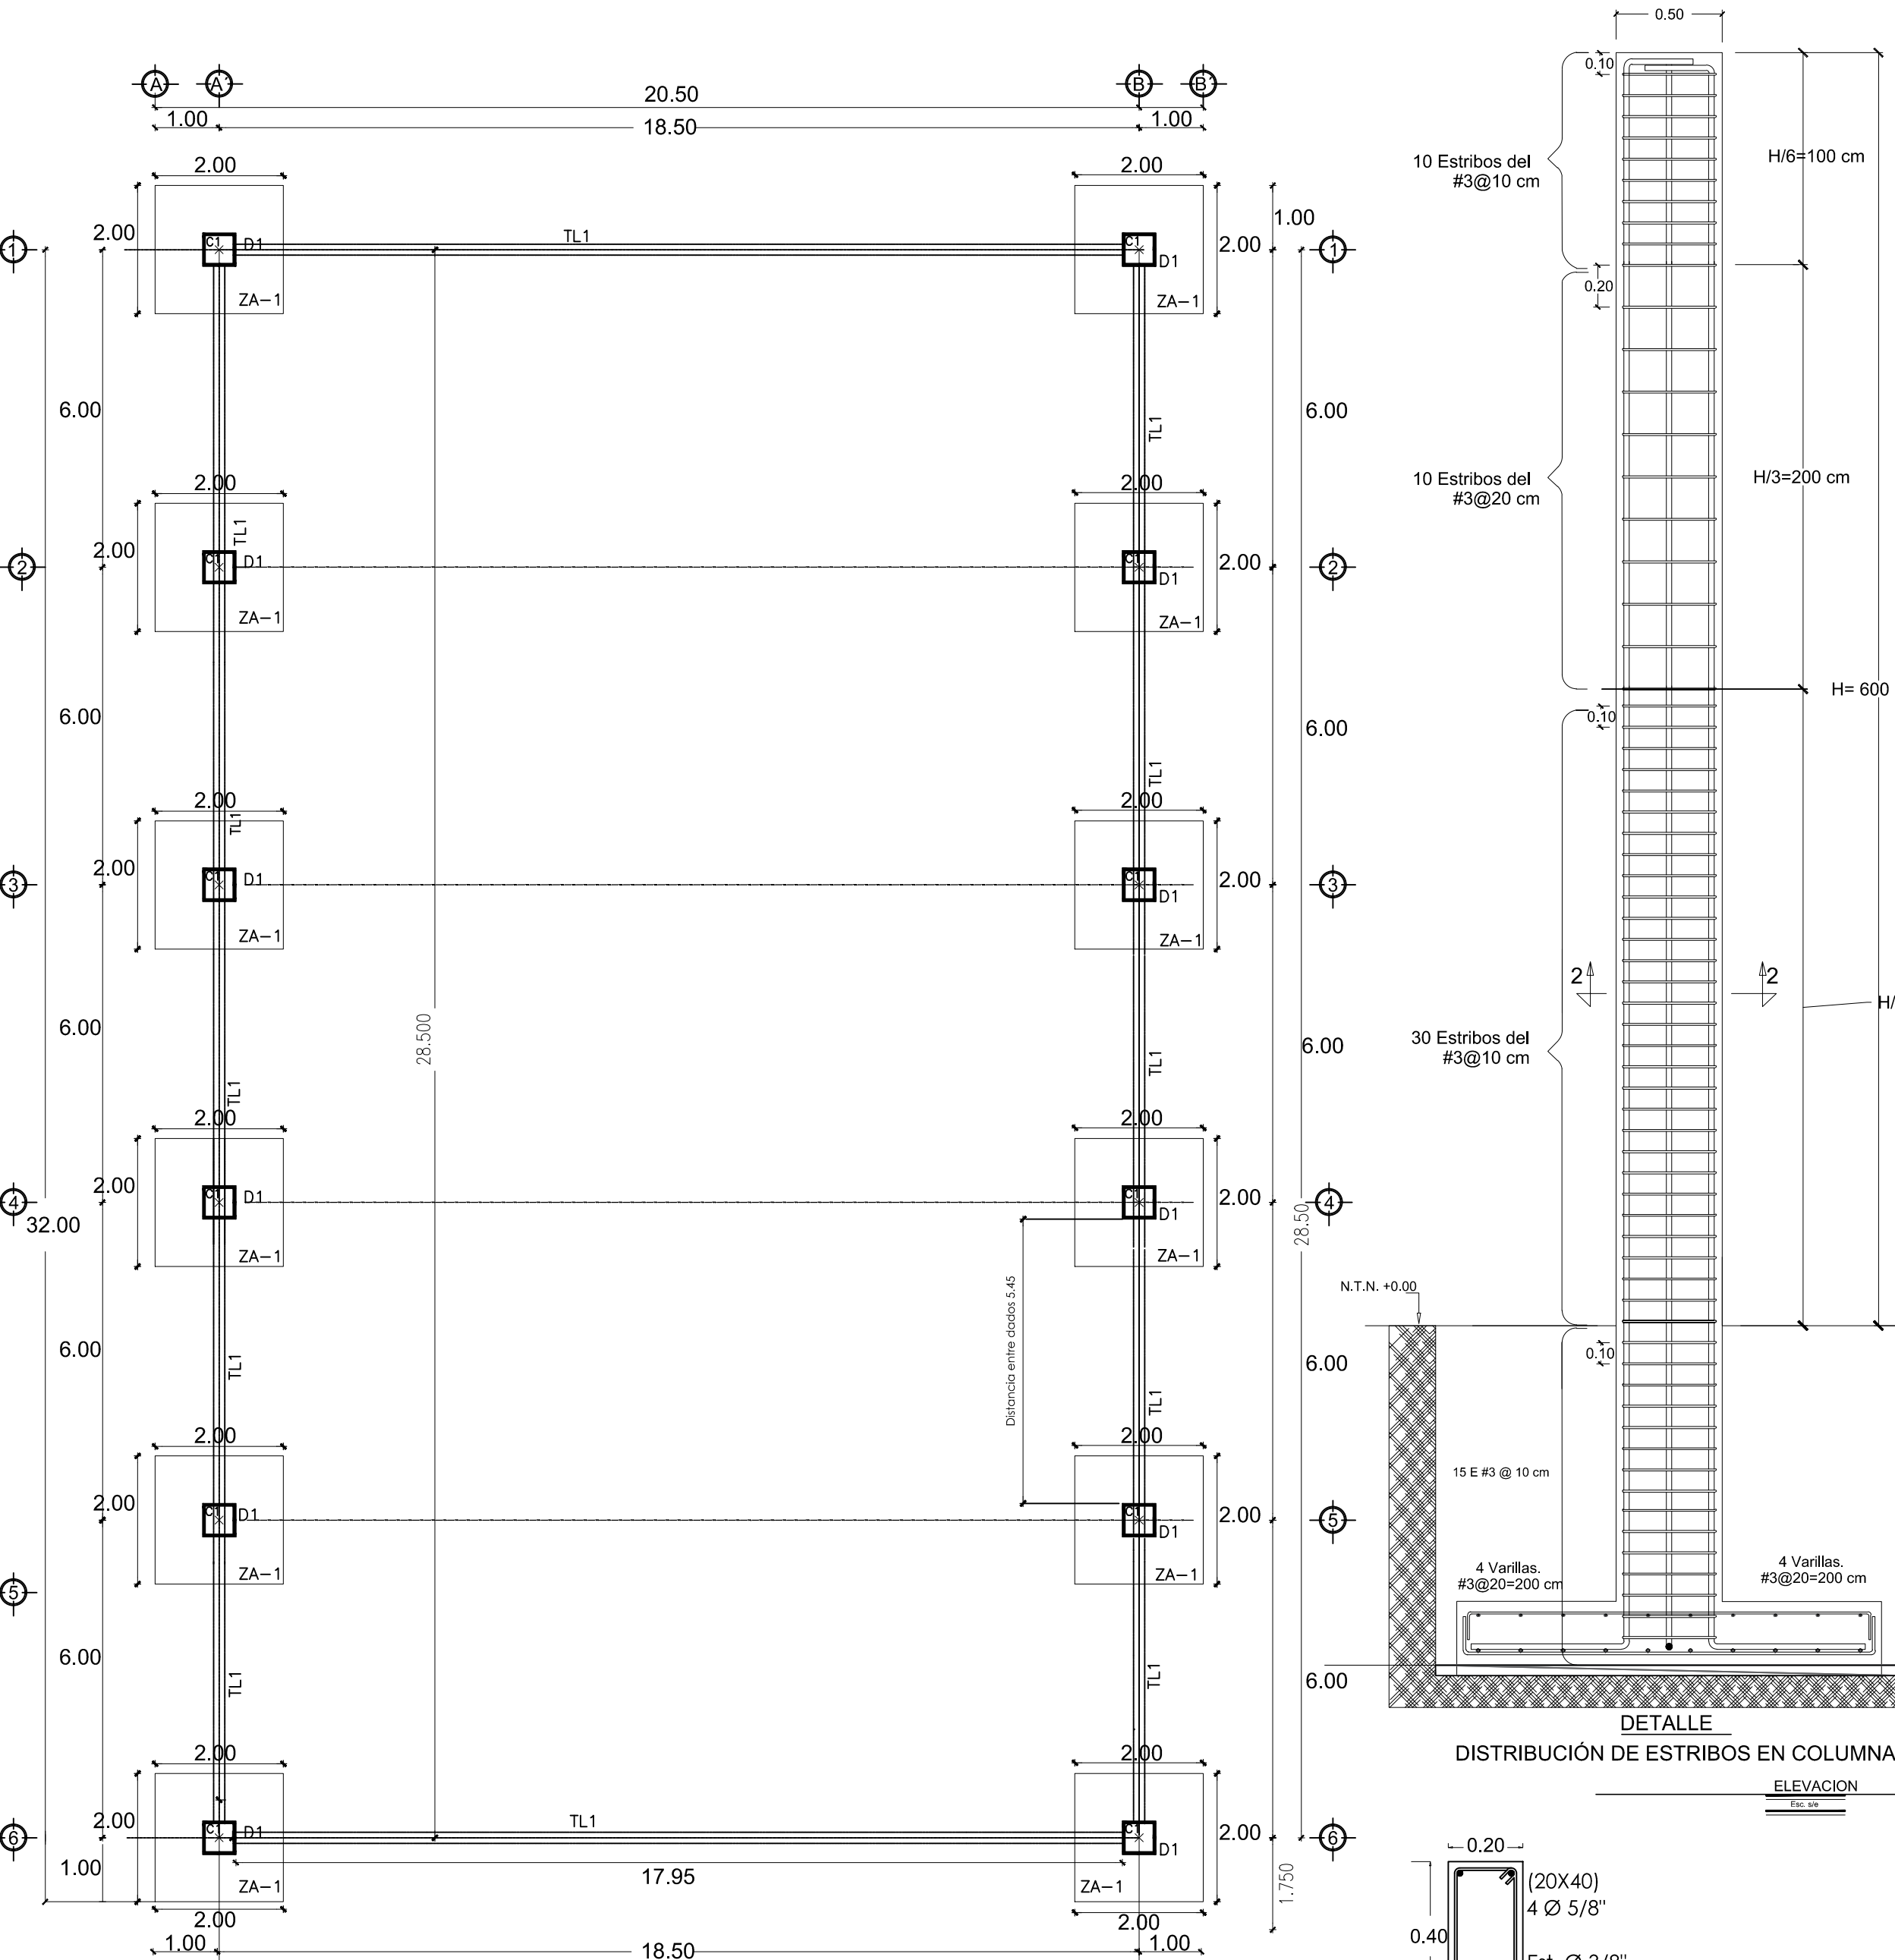 0.50
A A' B B'
20.50
1.00 18.50 1.00
2.00 2.00
0.10
10 Estribos del
#3@10 cm
H/6=100 cm
1.00
1 2.00 C1 D1 TL1 C1 D1 2.00 1
ZA-1 ZA-1
0.20
6.00 TL1 6.00
10 Estribos del
#3@20 cm
H/3=200 cm
2.00 2.00
TL1
2 2.00 C1 D1 C1 D1 2.00 2
ZA-1 ZA-1
H= 600
0.10
6.00 TL1 6.00
2.00 2.00
TL1
3 2.00 C1 D1 C1 D1 2.00 3
ZA-1 ZA-1
2 2
H/
6.00 28.500 TL1 6.00
30 Estribos del
#3@10 cm
TL1
2.00 2.00
4 2.00 C1 D1 C1 D1 2.00 4
32.00
28.50
ZA-1 ZA-1
N.T.N. +0.00
Distancia entre dados 5.45
6.00 TL1 TL1 6.00
0.10
2.00 2.00
15 E #3 @ 10 cm
2.00 C1 D1 C1 D1 2.00 5
ZA-1 ZA-1
5
4 Varillas.
#3@20=200 cm
4 Varillas.
#3@20=200 cm
6.00 TL1 TL1 6.00
DETALLE
DISTRIBUCIÓN DE ESTRIBOS EN COLUMNA
ELEVACION
Esc. s/e
2.00 2.00
6 2.00 C1 D1 TL1 C1 D1 2.00 6
1.00 17.95 1.750
ZA-1 ZA-1
2.00 2.00
1.00 18.50 1.00
0.20
(20X40)
4 Ø 5/8"
0.40
Est. Ø 3/8"